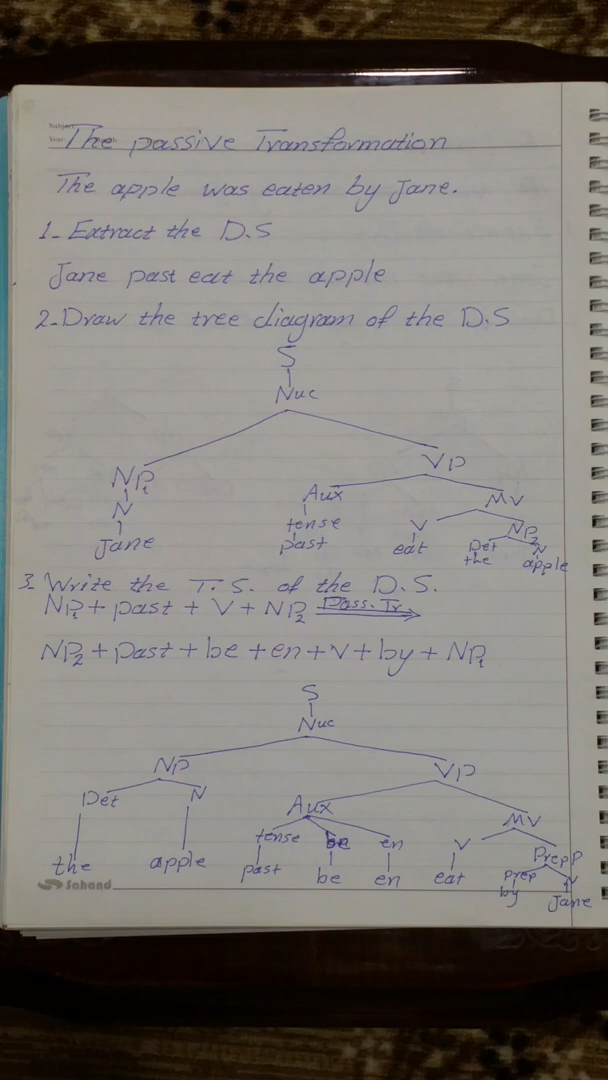 Subject:
The passive Transformation
The apple was eaten by Jane.
1- Extract the D.S
Jane past eat the apple
2-Draw the tree diagram of the D.S
S
Nuc
NP1 VP
N Aux MV
Jane tense V NP2
past eat Det N
the apple
3- Write the T.S. of the D.S.
NP1 + past + V + NP2 Pass. Tr
NP2 + past + be + en + V + by + NP1
S
Nuc
NP VP
Det N Aux MV
tense be en V PrepP
the apple past be en eat prep N
by Jane
Sahand